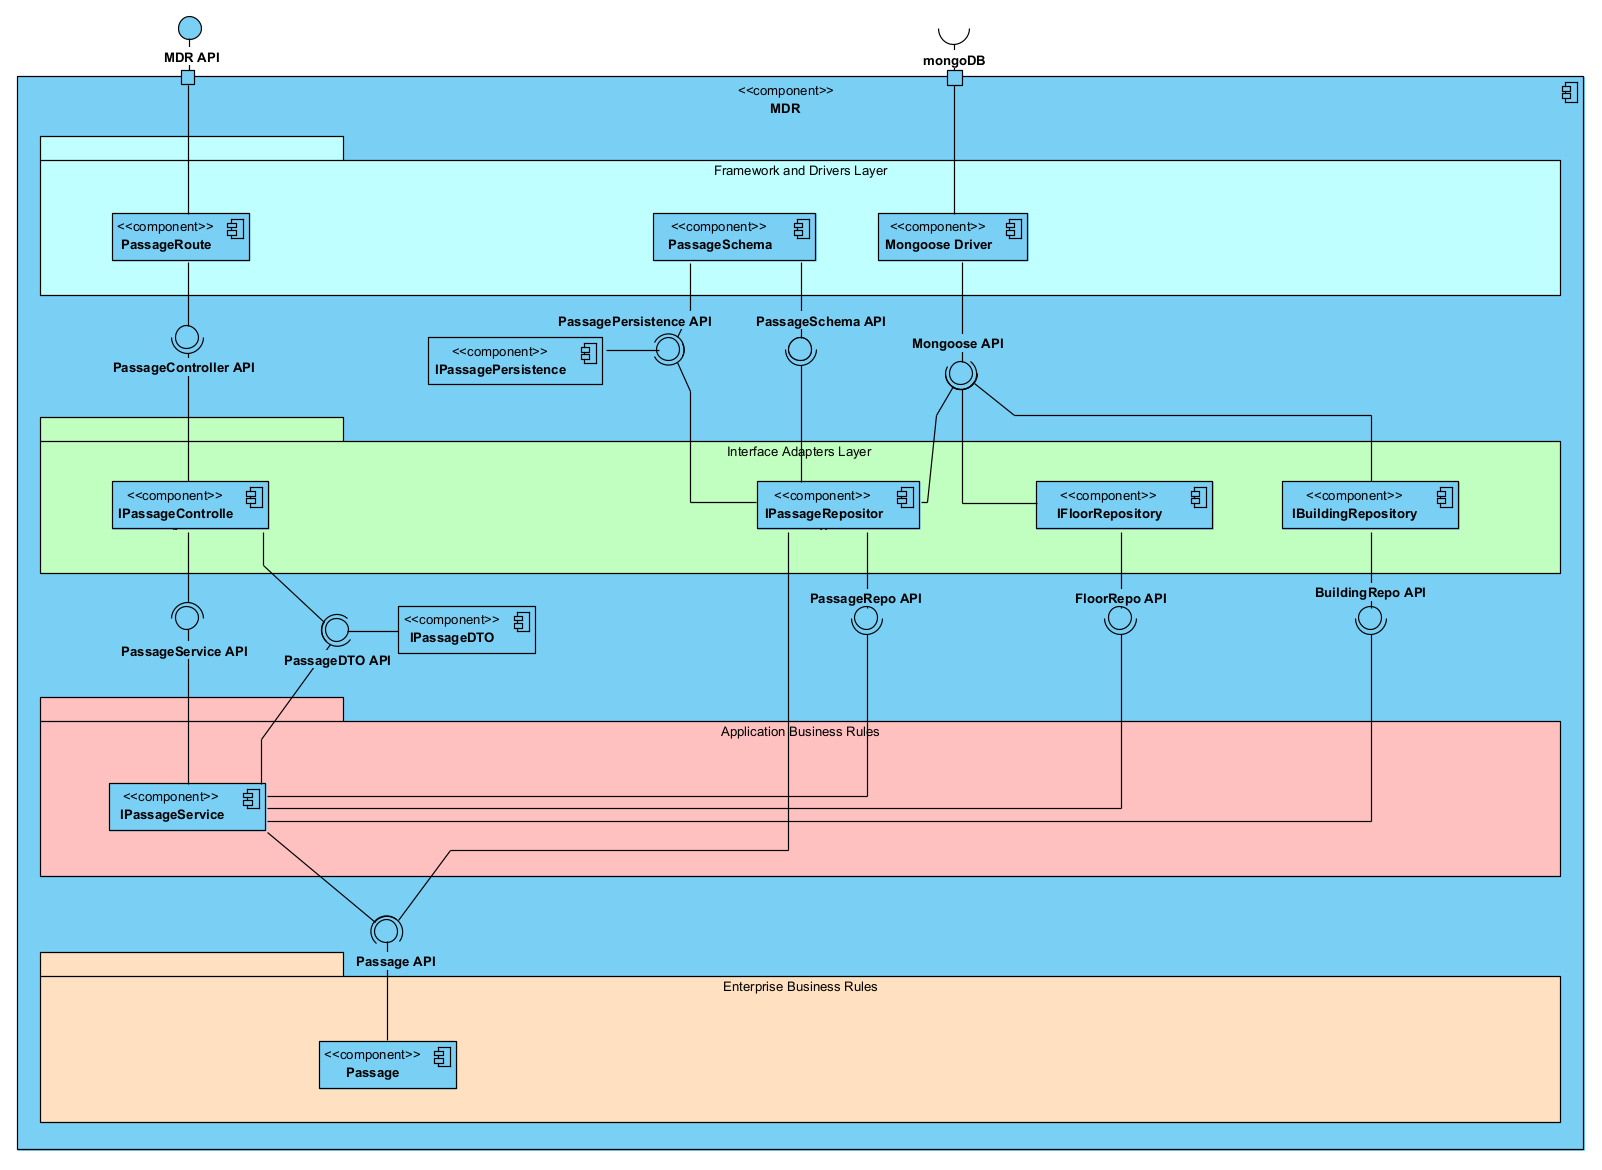 MDR API
mongoDB
<<component>>
MDR
Framework and Drivers Layer
<<component>>
PassageRoute
<<component>>
PassageSchema
<<component>>
Mongoose Driver
PassagePersistence API
PassageSchema API
Mongoose API
<<component>>
IPassagePersistence
PassageController API
Interface Adapters Layer
<<component>>
IPassageControlle
<<component>>
IPassageRepositor
<<component>>
IFloorRepository
<<component>>
IBuildingRepository
PassageRepo API
FloorRepo API
BuildingRepo API
<<component>>
IPassageDTO
PassageService API
PassageDTO API
Application Business Rules
<<component>>
IPassageService
Passage API
Enterprise Business Rules
<<component>>
Passage